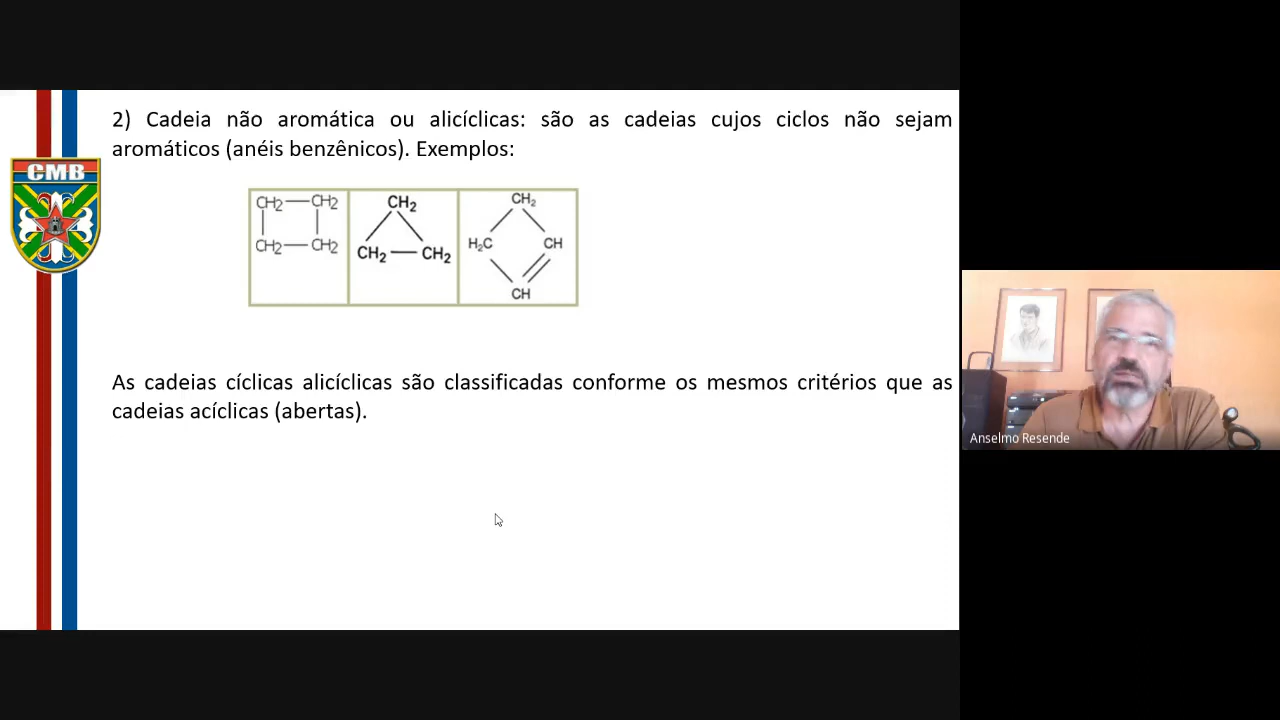 2) Cadeia não aromática ou alicíclicas: são as cadeias cujos ciclos não sejam
aromáticos (anéis benzênicos). Exemplos:
CMB
CH2 CH2
CH2 CH2
CH2
CH2 CH2
CH2
H2C CH
CH
As cadeias cíclicas alicíclicas são classificadas conforme os mesmos critérios que as
cadeias acíclicas (abertas).
Anselmo Resende